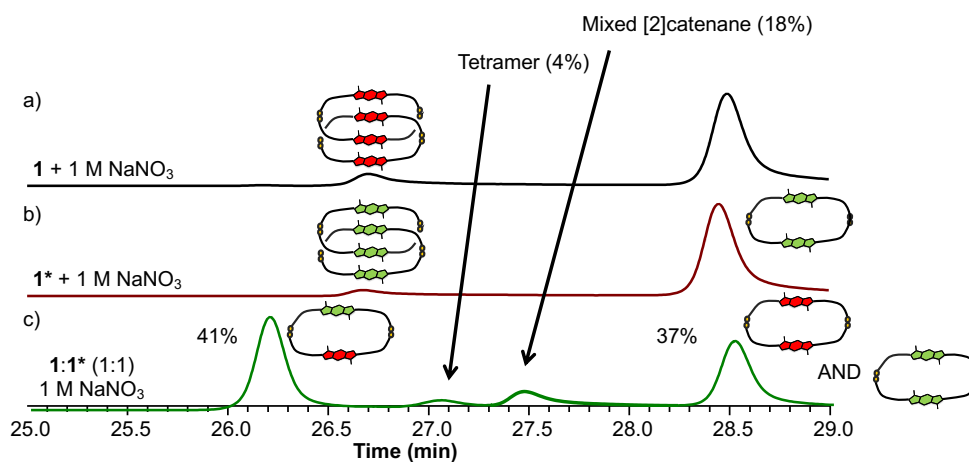 Mixed [2]catenane (18%)
Tetramer (4%)
a)
1 + 1 M NaNO₃
b)
1* + 1 M NaNO₃
c)
41%
37%
1:1* (1:1)
1 M NaNO₃
AND
25.0 25.5 26.0 26.5 27.0 27.5 28.0 28.5 29.0
Time (min)